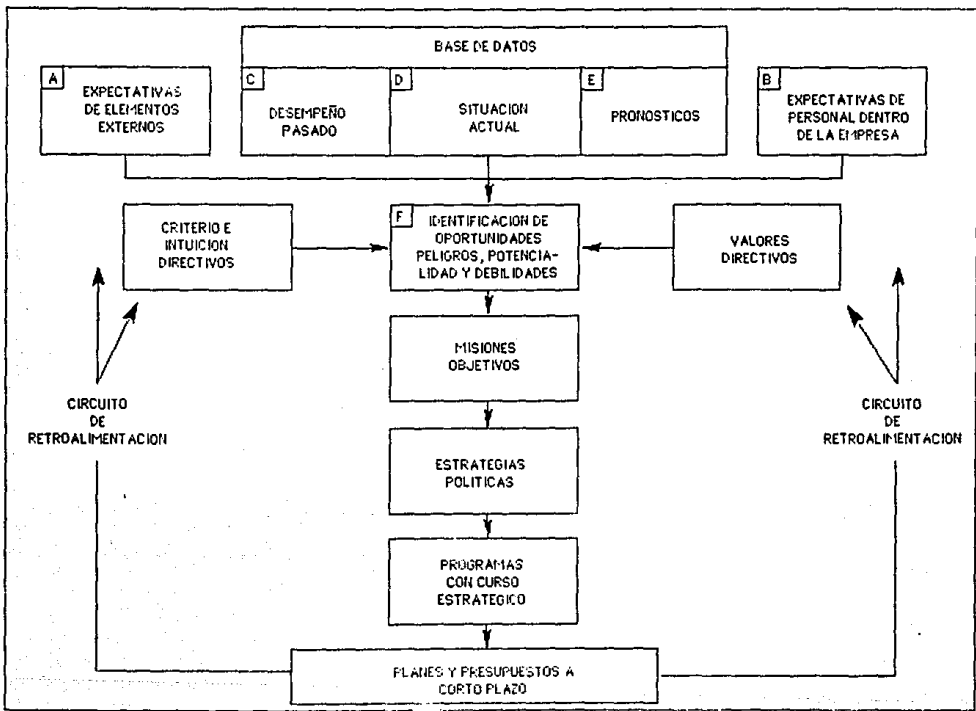 BASE DE DATOS
A
EXPECTATIVAS
DE ELEMENTOS
EXTERNOS
C
DESEMPEÑO
PASADO
D
SITUACION
ACTUAL
E
PRONOSTICOS
B
EXPECTATIVAS DE
PERSONAL DENTRO
DE LA EMPRESA
CRITERIO E
INTUICION
DIRECTIVOS
F
IDENTIFICACION DE
OPORTUNIDADES
PELIGROS, POTENCIA-
LIDAD Y DEBILIDADES
VALORES
DIRECTIVOS
MISIONES
OBJETIVOS
CIRCUITO
DE
RETROALIMENTACION
CIRCUITO
DE
RETROALIMENTACION
ESTRATEGIAS
POLITICAS
PROGRAMAS
CON CURSO
ESTRATEGICO
PLANES Y PRESUPUESTOS A
CORTO PLAZO